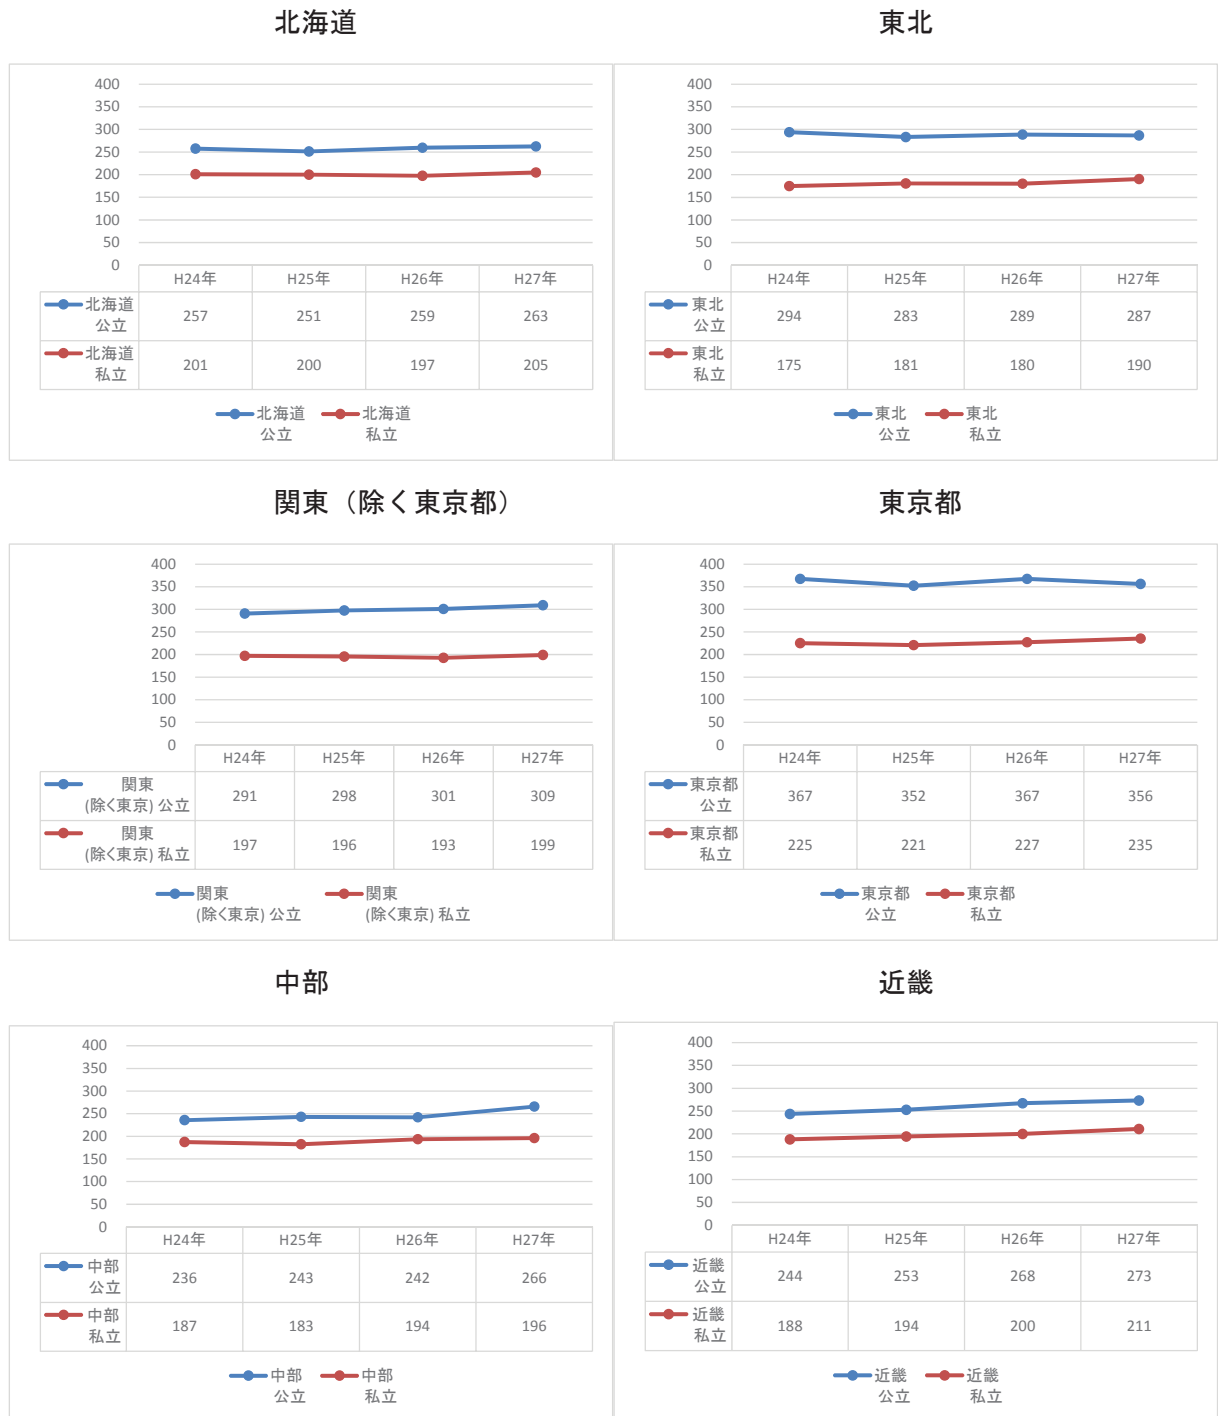 北海道
400
350
300
250
200
150
100
50
0
H24年 H25年 H26年 H27年
北海道
公立 257 251 259 263
北海道
私立 201 200 197 205
北海道 北海道
公立 私立
東北
400
350
300
250
200
150
100
50
0
H24年 H25年 H26年 H27年
東北
公立 294 283 289 287
東北
私立 175 181 180 190
東北 東北
公立 私立
関東（除く東京都）
400
350
300
250
200
150
100
50
0
H24年 H25年 H26年 H27年
関東
(除く東京) 公立 291 298 301 309
関東
(除く東京) 私立 197 196 193 199
関東 関東
(除く東京) 公立 (除く東京) 私立
東京都
400
350
300
250
200
150
100
50
0
H24年 H25年 H26年 H27年
東京都
公立 367 352 367 356
東京都
私立 225 221 227 235
東京都 東京都
公立 私立
中部
400
350
300
250
200
150
100
50
0
H24年 H25年 H26年 H27年
中部
公立 236 243 242 266
中部
私立 187 183 194 196
中部 中部
公立 私立
近畿
400
350
300
250
200
150
100
50
0
H24年 H25年 H26年 H27年
近畿
公立 244 253 268 273
近畿
私立 188 194 200 211
近畿 近畿
公立 私立